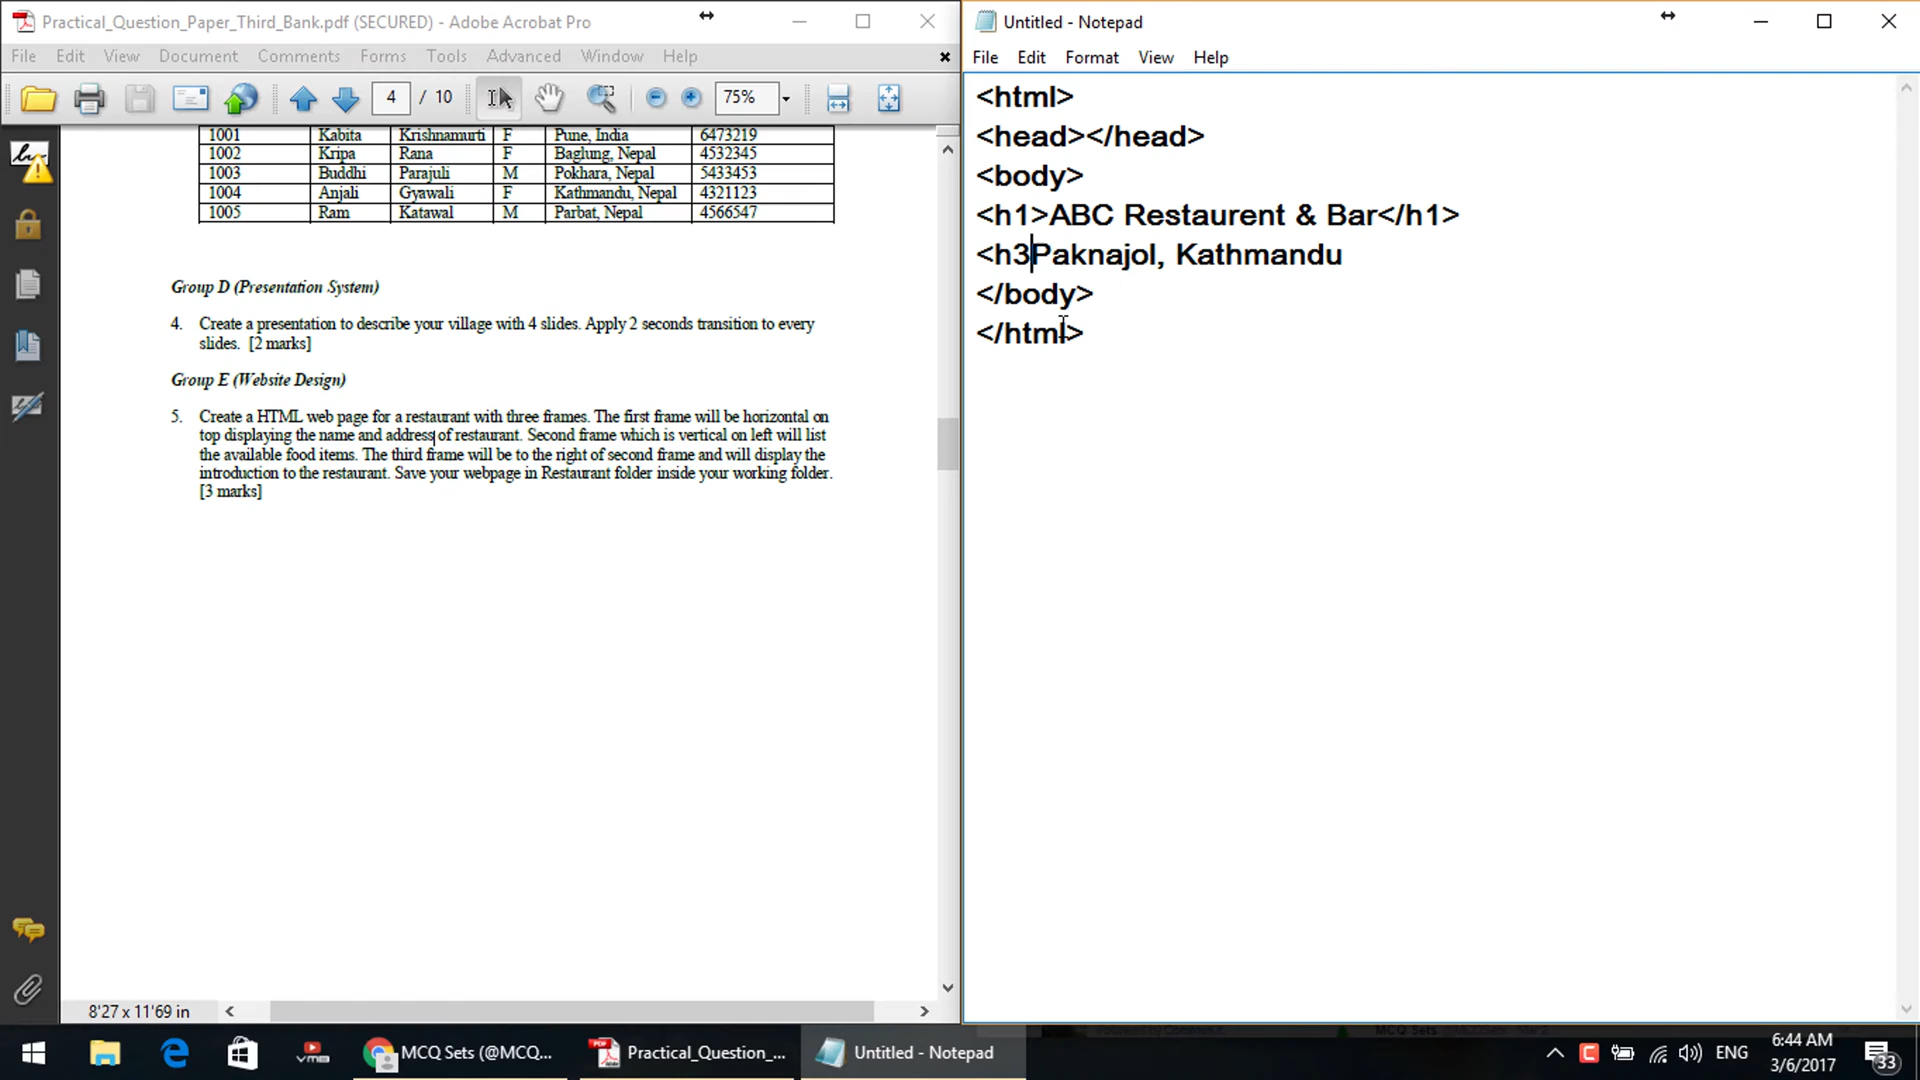 Practical_Question_Paper_Third_Bank.pdf (SECURED) - Adobe Acrobat Pro
File Edit View Document Comments Forms Tools Advanced Window Help
4 / 10 75%
1001 Kabita Krishnamurti F Pune, India 6473219
1002 Kripa Rana F Baglung, Nepal 4532345
1003 Buddhi Parajuli M Pokhara, Nepal 5433453
1004 Anjali Gyawali F Kathmandu, Nepal 4321123
1005 Ram Katawal M Parbat, Nepal 4566547
Group D (Presentation System)
4. Create a presentation to describe your village with 4 slides. Apply 2 seconds transition to every
slides. [2 marks]
Group E (Website Design)
5. Create a HTML web page for a restaurant with three frames. The first frame will be horizontal on
top displaying the name and address of restaurant. Second frame which is vertical on left will list
the available food items. The third frame will be to the right of second frame and will display the
introduction to the restaurant. Save your webpage in Restaurant folder inside your working folder.
[3 marks]
8'27 x 11'69 in
Untitled - Notepad
File Edit Format View Help
<html>
<head></head>
<body>
<h1>ABC Restaurent & Bar</h1>
<h3Paknajol, Kathmandu
</body>
</html>
MCQ Sets (@MCQ...
Practical_Question_...
Untitled - Notepad
ENG
6:44 AM
3/6/2017
33